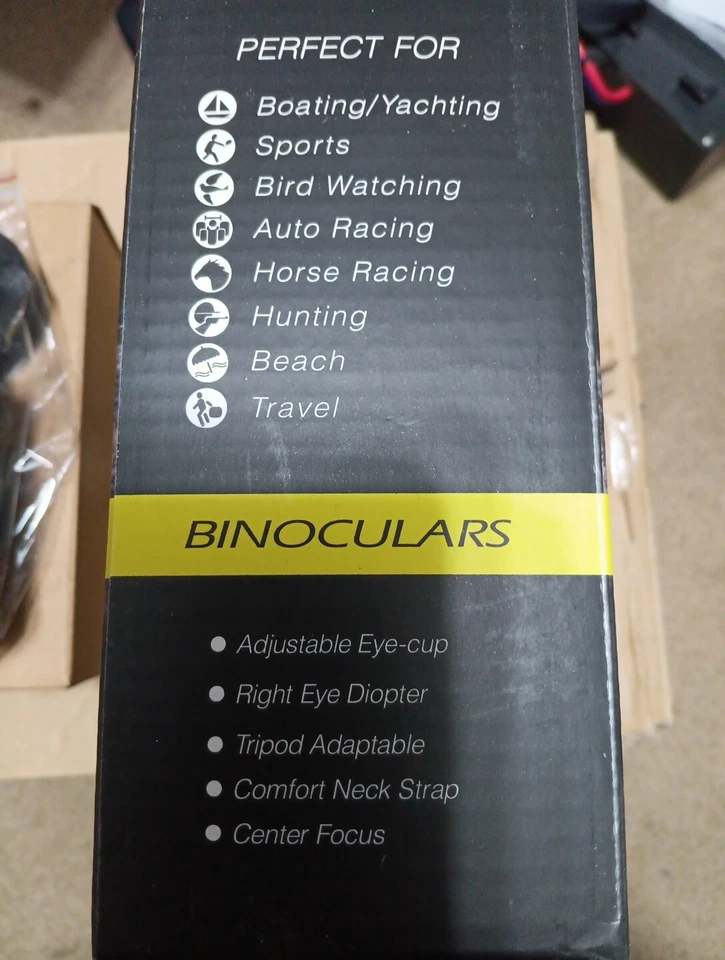 PERFECT FOR
Boating/Yachting
Sports
Bird Watching
Auto Racing
Horse Racing
Hunting
Beach
Travel
BINOCULARS
Adjustable Eye-cup
Right Eye Diopter
Tripod Adaptable
Comfort Neck Strap
Center Focus